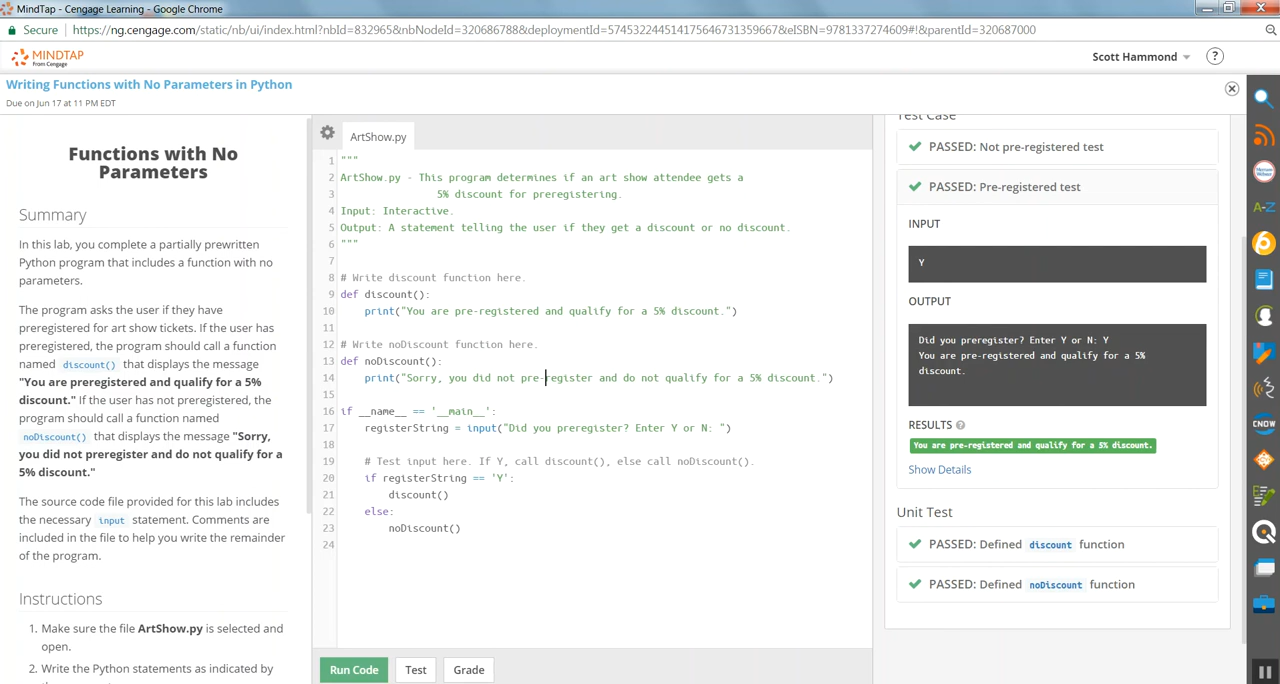 MindTap - Cengage Learning - Google Chrome
Secure https://ng.cengage.com/static/nb/ui/index.html?nbId=832965&nbNodeId=320686788&deploymentId=5745322445141756467313596​67&eISBN=9781337274609#!&parentId=320687000
MINDTAP
From Cengage
Scott Hammond
?
Writing Functions with No Parameters in Python
Due on Jun 17 at 11 PM EDT
Functions with No
Parameters
Summary
In this lab, you complete a partially prewritten
Python program that includes a function with no
parameters.
The program asks the user if they have
preregistered for art show tickets. If the user has
preregistered, the program should call a function
named discount() that displays the message
"You are preregistered and qualify for a 5%
discount." If the user has not preregistered, the
program should call a function named
noDiscount() that displays the message "Sorry,
you did not preregister and do not qualify for a
5% discount."
The source code file provided for this lab includes
the necessary input statement. Comments are
included in the file to help you write the remainder
of the program.
Instructions
1. Make sure the file ArtShow.py is selected and
open.
2. Write the Python statements as indicated by
ArtShow.py
1 """
2 ArtShow.py - This program determines if an art show attendee gets a
3 5% discount for preregistering.
4 Input: Interactive.
5 Output: A statement telling the user if they get a discount or no discount.
6 """
7
8 # Write discount function here.
9 def discount():
10 print("You are pre-registered and qualify for a 5% discount.")
11
12 # Write noDiscount function here.
13 def noDiscount():
14 print("Sorry, you did not pre-register and do not qualify for a 5% discount.")
15
16 if __name__ == '__main__':
17 registerString = input("Did you preregister? Enter Y or N: ")
18
19 # Test input here. If Y, call discount(), else call noDiscount().
20 if registerString == 'Y':
21 discount()
22 else:
23 noDiscount()
24
Run Code Test Grade
Test Case
PASSED: Not pre-registered test
PASSED: Pre-registered test
INPUT
Y
OUTPUT
Did you preregister? Enter Y or N: Y
You are pre-registered and qualify for a 5%
discount.
RESULTS ?
You are pre-registered and qualify for a 5% discount.
Show Details
Unit Test
PASSED: Defined discount function
PASSED: Defined noDiscount function
A-Z
CNOW